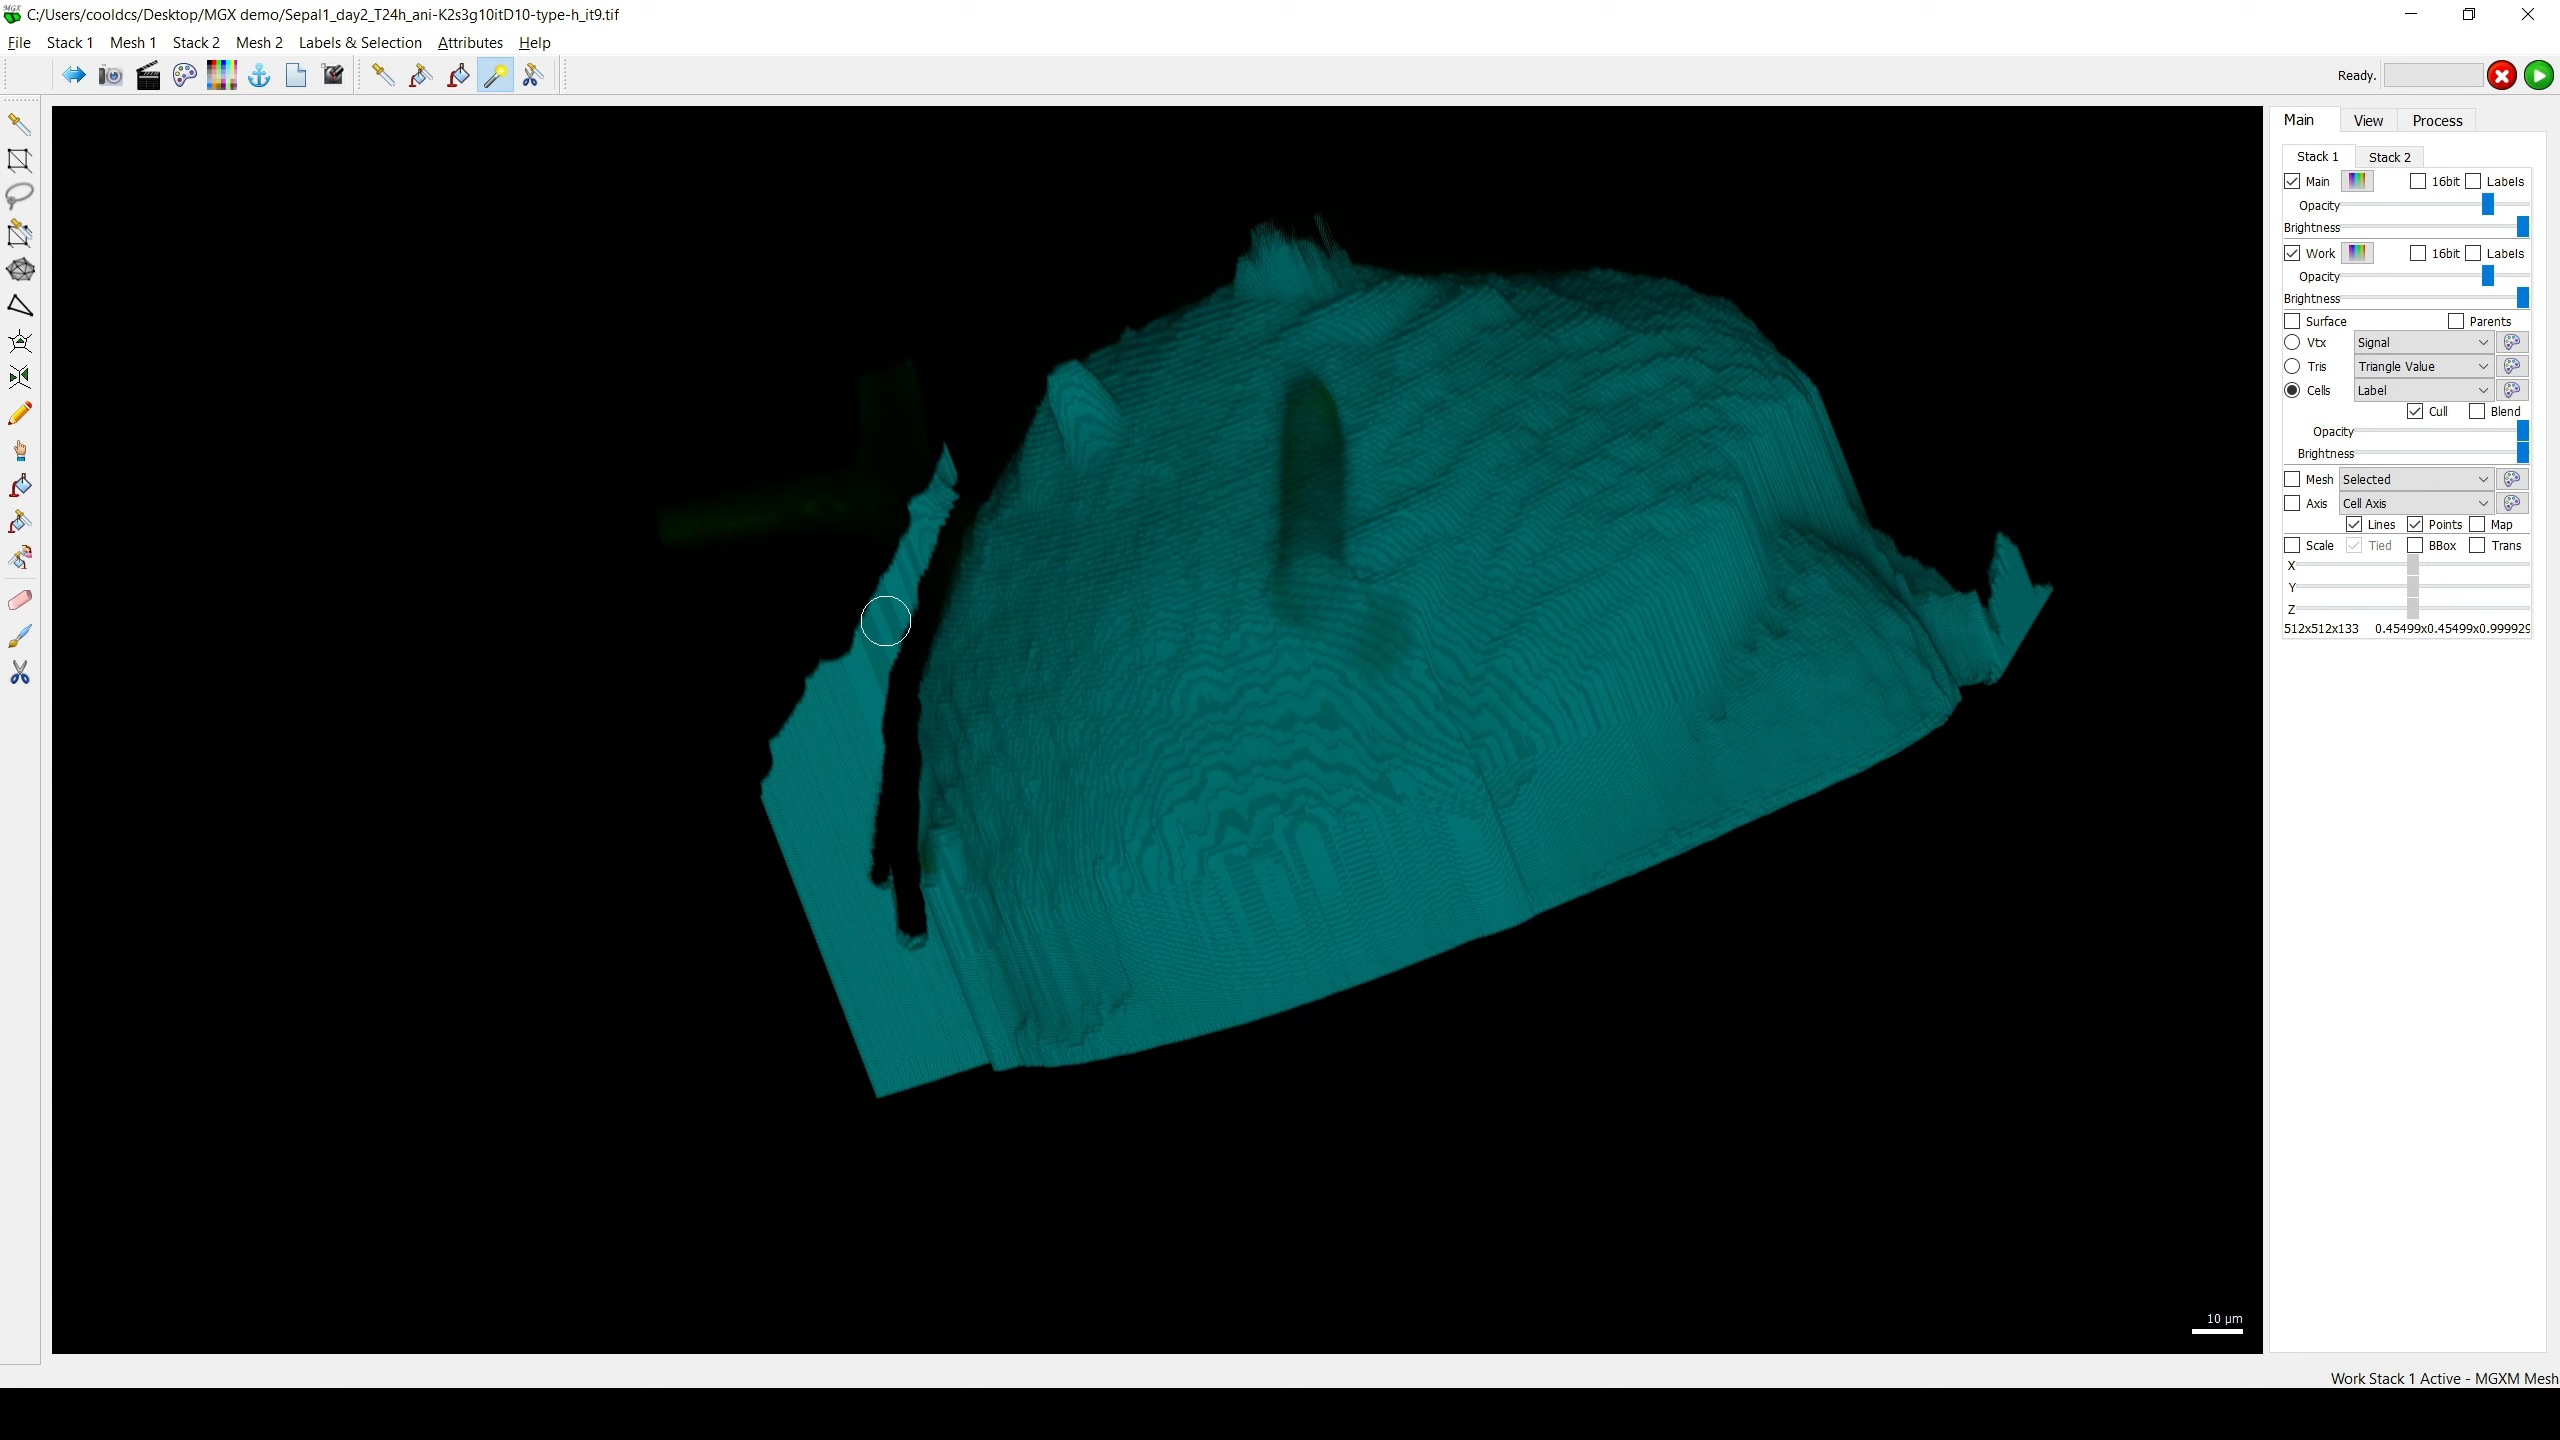 MGX C:/Users/cooldcs/Desktop/MGX demo/Sepal1_day2_T24h_ani-K2s3g10itD10-type-h_it9.tif
File Stack 1 Mesh 1 Stack 2 Mesh 2 Labels & Selection Attributes Help
Ready.
Main View Process
Stack 1 Stack 2
Main 16bit Labels
Opacity
Brightness
Work 16bit Labels
Opacity
Brightness
Surface Parents
Vtx Signal
Tris Triangle Value
Cells Label
Cull Blend
Opacity
Brightness
Mesh Selected
Axis Cell Axis
Lines Points Map
Scale Tied BBox Trans
X
Y
Z
512x512x133 0.45499x0.45499x0.999929
10 µm
Work Stack 1 Active - MGXM Mesh